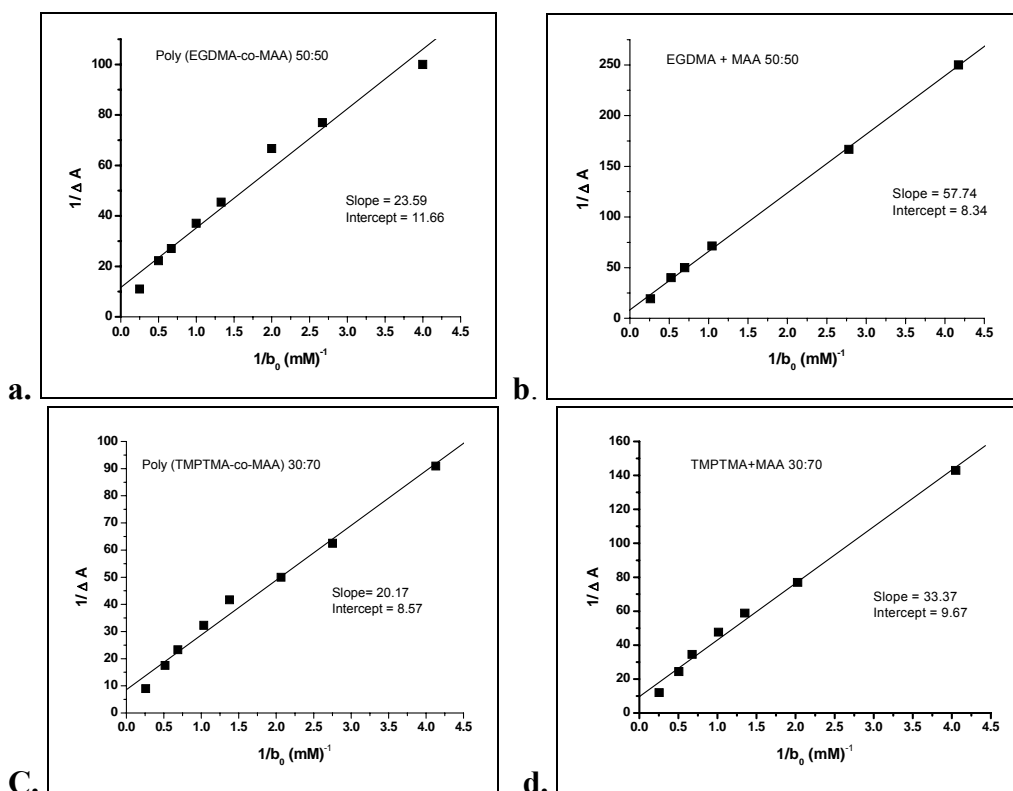 Poly (EGDMA-co-MAA) 50:50
Slope = 23.59
Intercept = 11.66
1/ Δ A
100
80
60
40
20
0
0.0 0.5 1.0 1.5 2.0 2.5 3.0 3.5 4.0 4.5
1/b₀ (mM)⁻¹
a.
EGDMA + MAA 50:50
Slope = 57.74
Intercept = 8.34
1/ Δ A
250
200
150
100
50
0
0.0 0.5 1.0 1.5 2.0 2.5 3.0 3.5 4.0 4.5
1/b₀ (mM)⁻¹
b.
Poly (TMPTMA-co-MAA) 30:70
Slope= 20.17
Intercept = 8.57
1/ Δ A
100
90
80
70
60
50
40
30
20
10
0
0.0 0.5 1.0 1.5 2.0 2.5 3.0 3.5 4.0 4.5
1/b₀ (mM)⁻¹
C.
TMPTMA+MAA 30:70
Slope = 33.37
Intercept = 9.67
1/ Δ A
160
140
120
100
80
60
40
20
0
0.0 0.5 1.0 1.5 2.0 2.5 3.0 3.5 4.0 4.5
1/b₀ (mM)⁻¹
d.